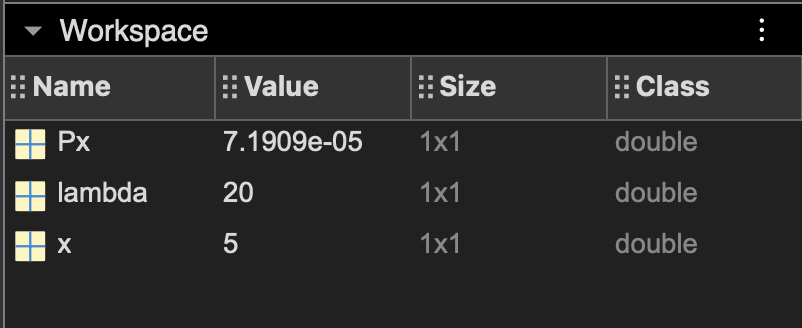 Workspace
Name Value Size Class
Px 7.1909e-05 1x1 double
lambda 20 1x1 double
x 5 1x1 double